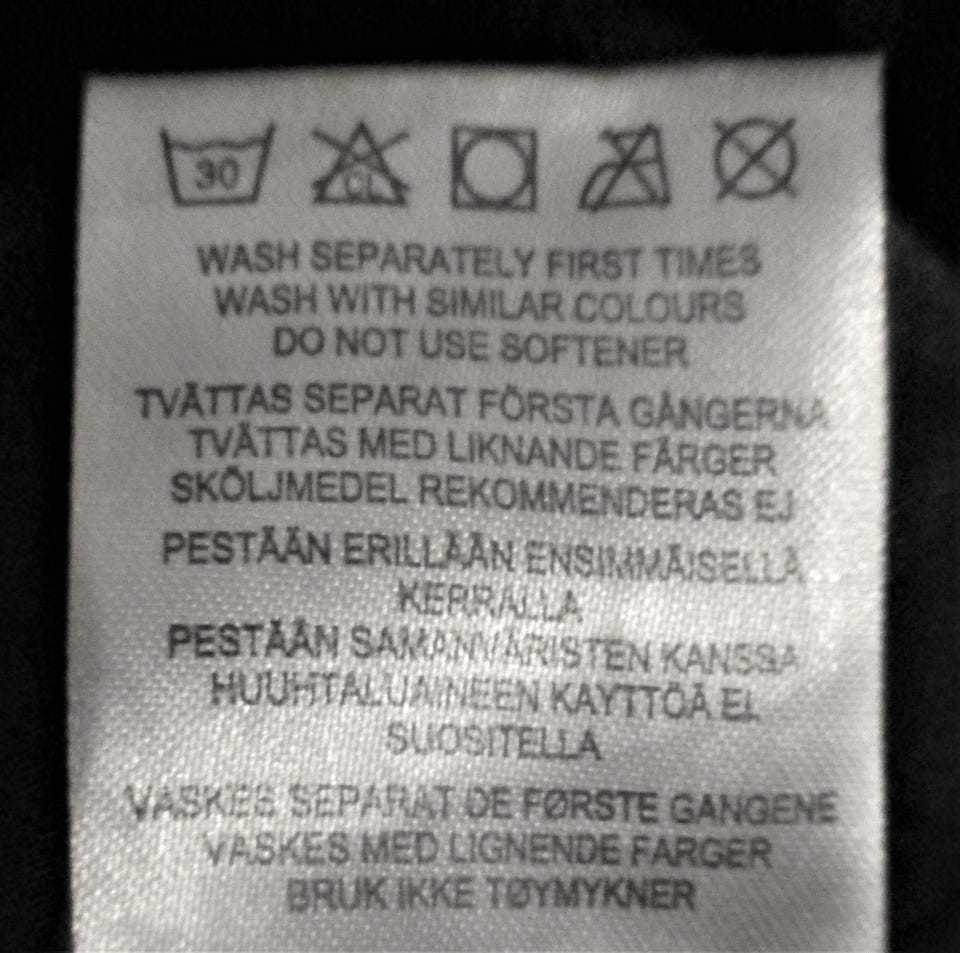 30 CL
WASH SEPARATELY FIRST TIMES
WASH WITH SIMILAR COLOURS
DO NOT USE SOFTENER
TVÄTTAS SEPARAT FÖRSTA GÅNGERNA
TVÄTTAS MED LIKNANDE FÄRGER
SKÖLJMEDEL REKOMMENDERAS EJ
PESTÄÄN ERILLÄÄN ENSIMMÄISELLÄ
KERRALLA
PESTÄÄN SAMANVÄRISTEN KANSSA
HUUHTALUAINEEN KÄYTTÖÄ EI
SUOSITELLA
VASKES SEPARAT DE FØRSTE GANGENE
VASKES MED LIGNENDE FARGER
BRUK IKKE TØYMYKNER